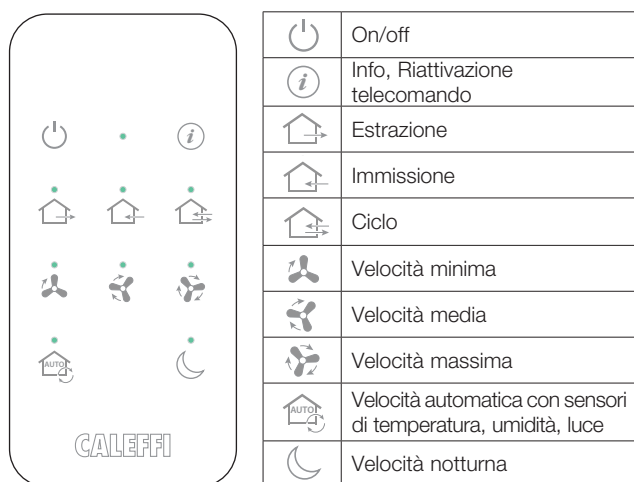 AUTO
CALEFFI
On/off
Info, Riattivazione
telecomando
Estrazione
Immissione
Ciclo
Velocità minima
Velocità media
Velocità massima
AUTO
Velocità automatica con sensori
di temperatura, umidità, luce
Velocità notturna